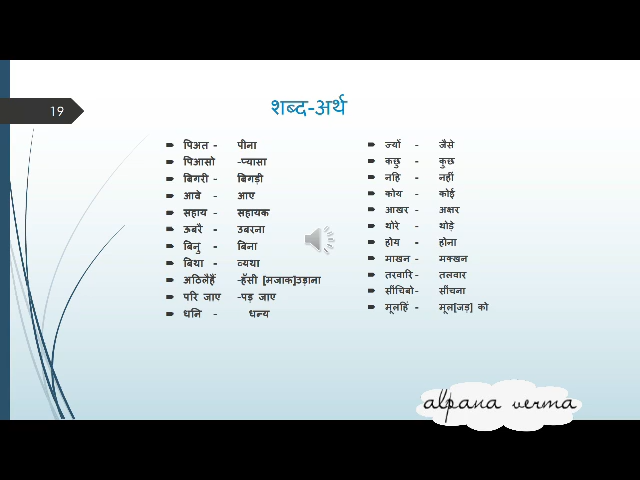 19
शब्द-अर्थ
पिअत - पीना
पिआसो -प्यासा
बिगरी - बिगड़ी
आवे - आए
सहाय - सहायक
ऊबरै - उबरना
बिनु - बिना
बिथा - व्यथा
अठिलैहैं -हँसी [मजाक]उड़ाना
परि जाए -पड़ जाए
धनि - धन्य
ज्यों - जैसे
कछु - कुछ
नहि - नहीं
कोय - कोई
आखर - अक्षर
थोरे - थोड़े
होय - होना
माखन - मक्खन
तरवारि - तलवार
सींचिबो- सींचना
मूलहिं - मूल[जड़] को
alpana verma